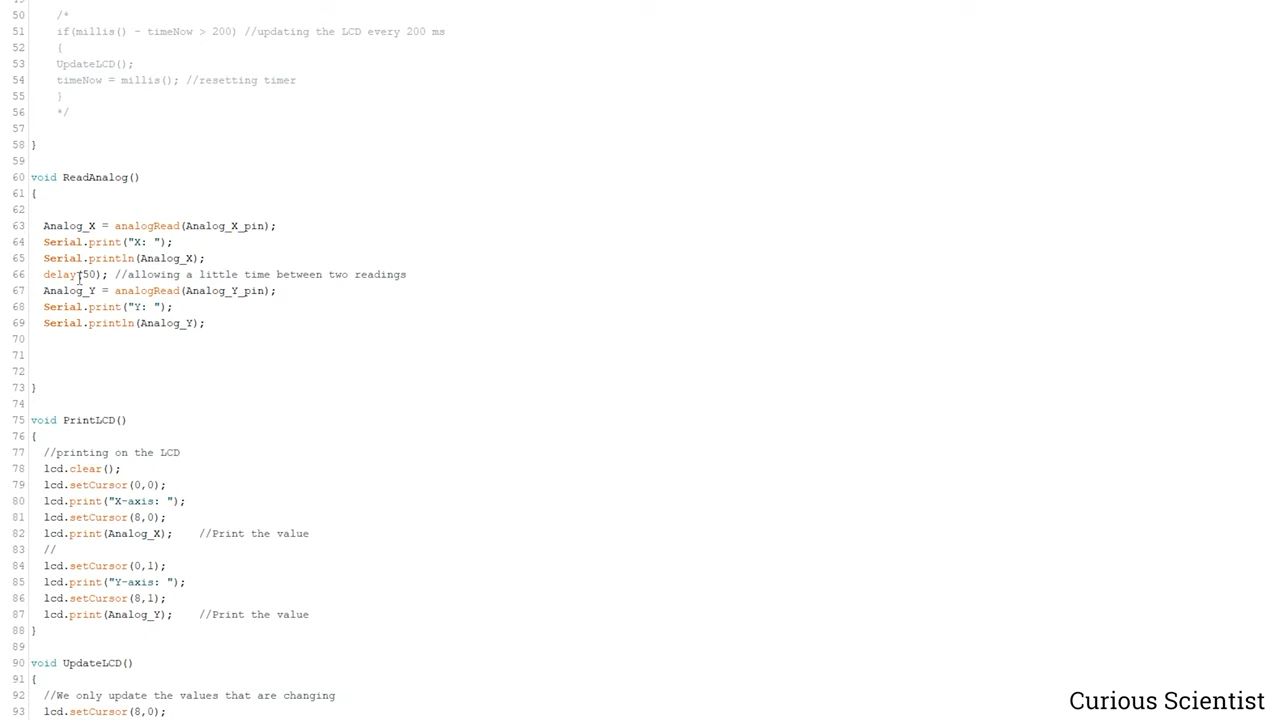 50 /*
51 if(millis() - timeNow > 200) //updating the LCD every 200 ms
52 {
53 UpdateLCD();
54 timeNow = millis(); //resetting timer
55 }
56 */
57
58 }
59
60 void ReadAnalog()
61 {
62
63 Analog_X = analogRead(Analog_X_pin);
64 Serial.print("X: ");
65 Serial.println(Analog_X);
66 delay(50); //allowing a little time between two readings
67 Analog_Y = analogRead(Analog_Y_pin);
68 Serial.print("Y: ");
69 Serial.println(Analog_Y);
70
71
72
73 }
74
75 void PrintLCD()
76 {
77 //printing on the LCD
78 lcd.clear();
79 lcd.setCursor(0,0);
80 lcd.print("X-axis: ");
81 lcd.setCursor(8,0);
82 lcd.print(Analog_X); //Print the value
83 //
84 lcd.setCursor(0,1);
85 lcd.print("Y-axis: ");
86 lcd.setCursor(8,1);
87 lcd.print(Analog_Y); //Print the value
88 }
89
90 void UpdateLCD()
91 {
92 //We only update the values that are changing
93 lcd.setCursor(8,0);
Curious Scientist